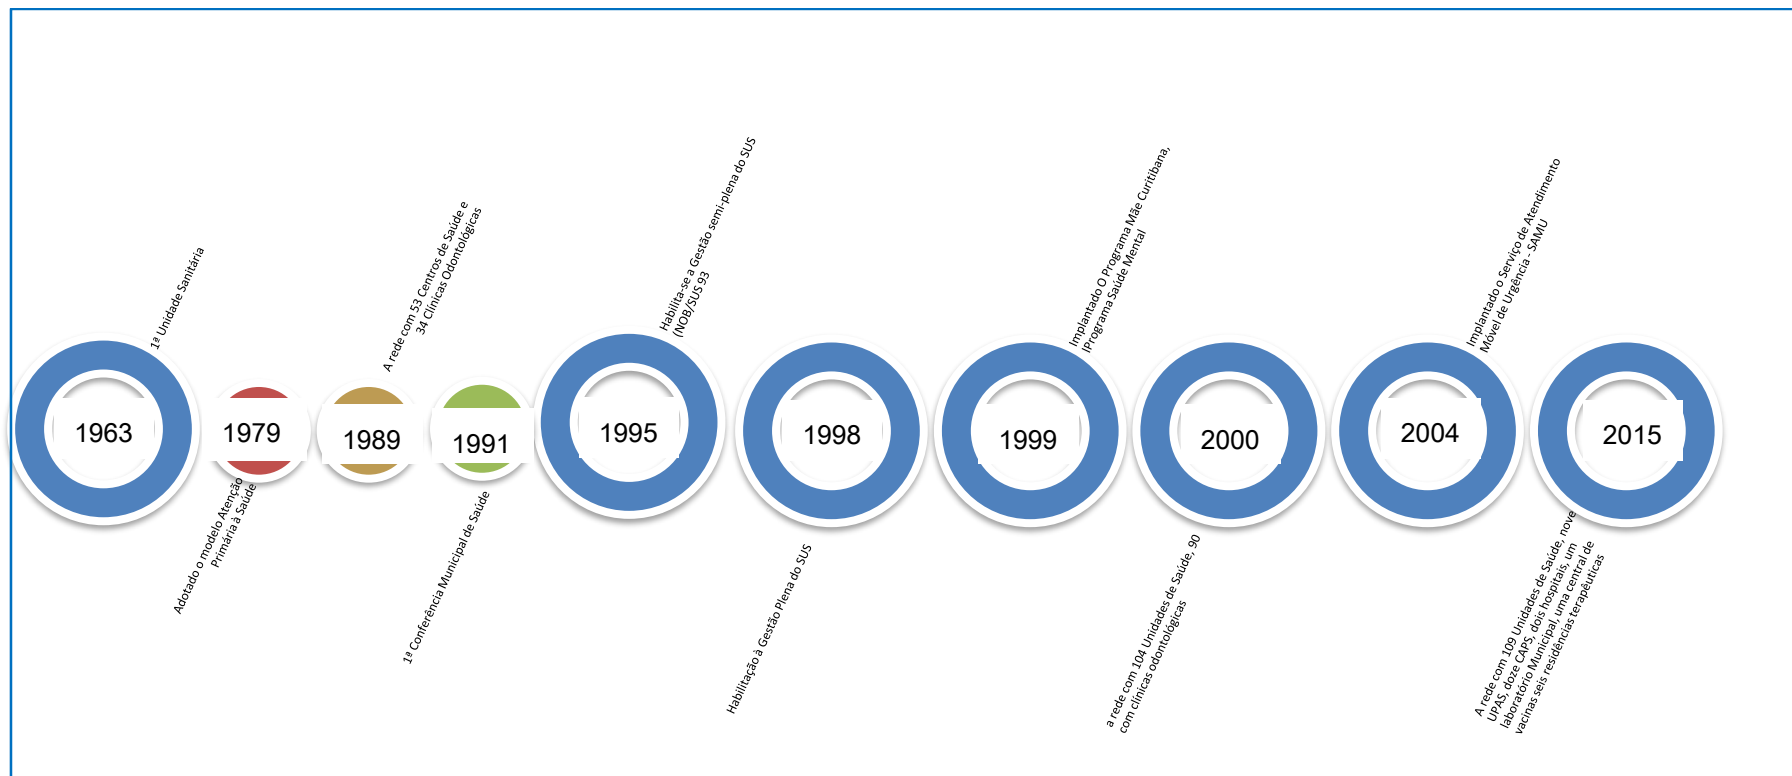 1963
1ª Unidade Sanitária
1979
Adotado o modelo Atenção
Primária à Saúde
1989
A rede com 53 Centros de Saúde e
34 Clínicas Odontológicas
1991
1ª Conferência Municipal de Saúde
1995
Habilita-se a Gestão semi-plena do SUS
(NOB/SUS 93
1998
Habilitação à Gestão Plena do SUS
1999
Implantado O Programa Mãe Curitibana,
lPrograma Saúde Mental
2000
a rede com 104 Unidades de Saúde, 90
com clínicas odontológicas
2004
Implantado o Serviço de Atendimento
Móvel de Urgência - SAMU
2015
A rede com 109 Unidades de Saúde, nove
UPAS, doze CAPS, dois hospitais, um
laboratório Municipal, uma central de
vacinas seis residências terapêuticas